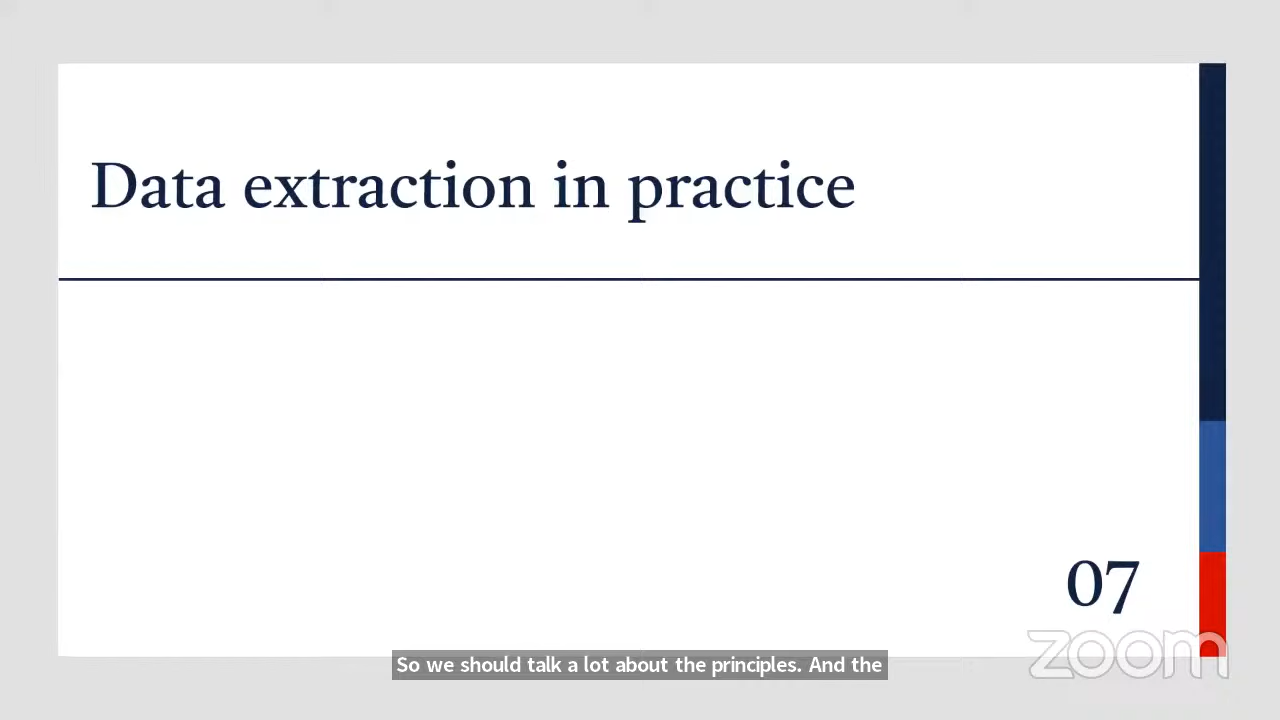 Data extraction in practice
07
zoom
So we should talk a lot about the principles. And the